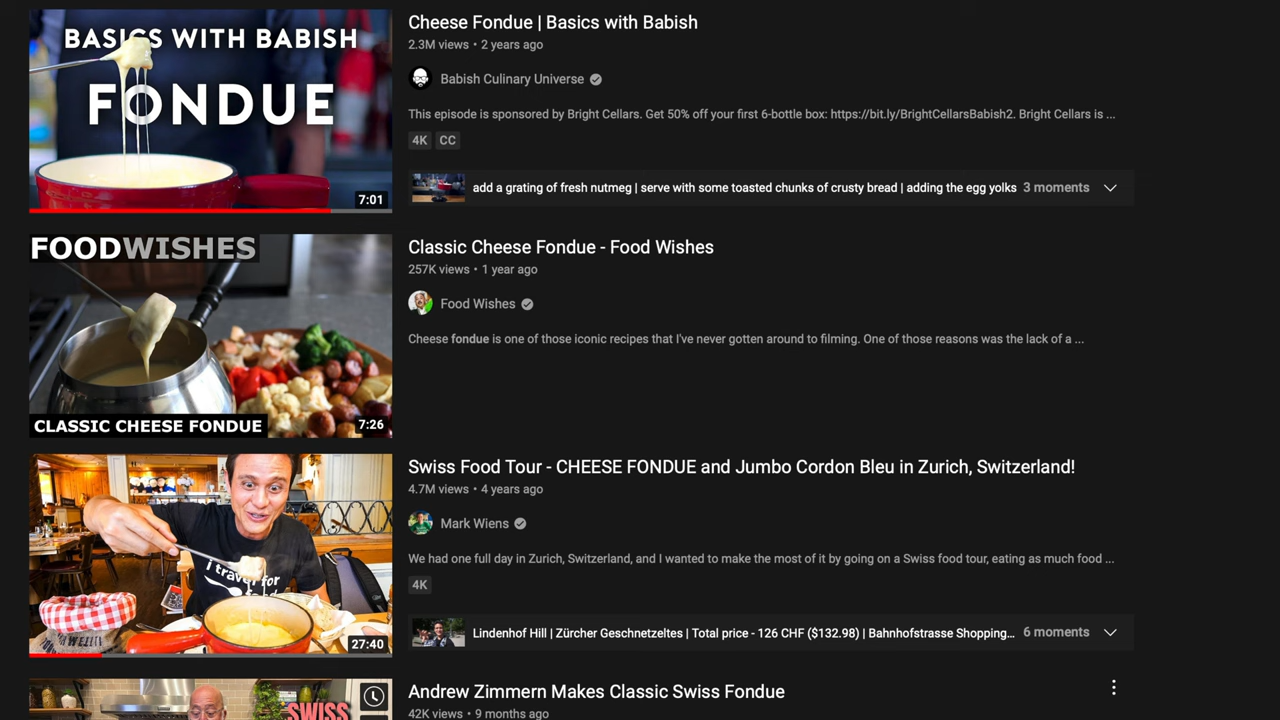 BASICS WITH BABISH
FONDUE
7:01
Cheese Fondue | Basics with Babish
2.3M views • 2 years ago
Babish Culinary Universe
This episode is sponsored by Bright Cellars. Get 50% off your first 6-bottle box: https://bit.ly/BrightCellarsBabish2. Bright Cellars is ...
4K CC
add a grating of fresh nutmeg | serve with some toasted chunks of crusty bread | adding the egg yolks 3 moments
FOODWISHES
CLASSIC CHEESE FONDUE
7:26
Classic Cheese Fondue - Food Wishes
257K views • 1 year ago
Food Wishes
Cheese fondue is one of those iconic recipes that I've never gotten around to filming. One of those reasons was the lack of a ...
I travel for
27:40
Swiss Food Tour - CHEESE FONDUE and Jumbo Cordon Bleu in Zurich, Switzerland!
4.7M views • 4 years ago
Mark Wiens
We had one full day in Zurich, Switzerland, and I wanted to make the most of it by going on a Swiss food tour, eating as much food ...
4K
Lindenhof Hill | Zürcher Geschnetzeltes | Total price - 126 CHF ($132.98) | Bahnhofstrasse Shopping... 6 moments
SWISS
Andrew Zimmern Makes Classic Swiss Fondue
42K views • 9 months ago